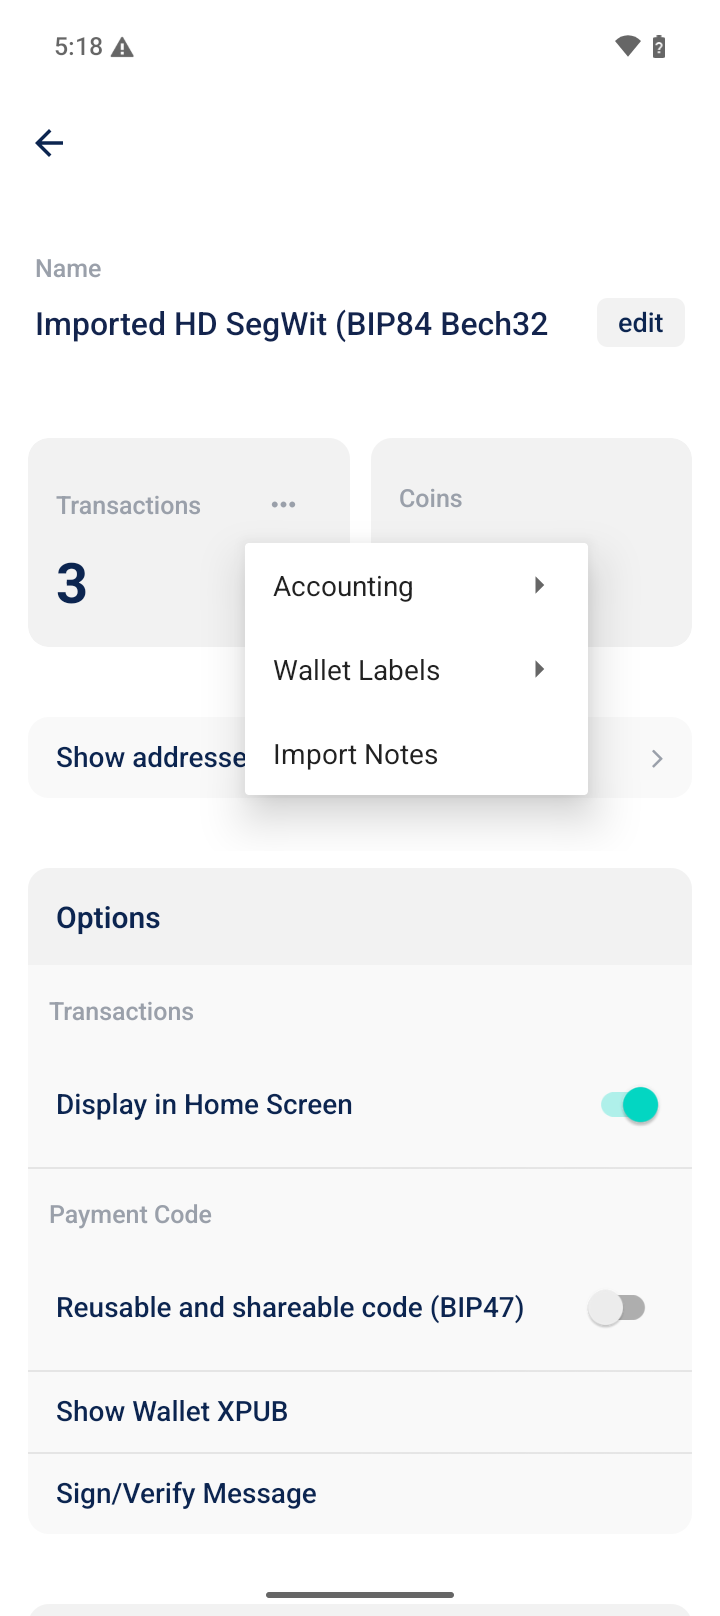 5:18
Name
Imported HD SegWit (BIP84 Bech32
edit
Transactions
Coins
3
Accounting
Wallet Labels
Import Notes
Show addresse
Options
Transactions
Display in Home Screen
Payment Code
Reusable and shareable code (BIP47)
Show Wallet XPUB
Sign/Verify Message